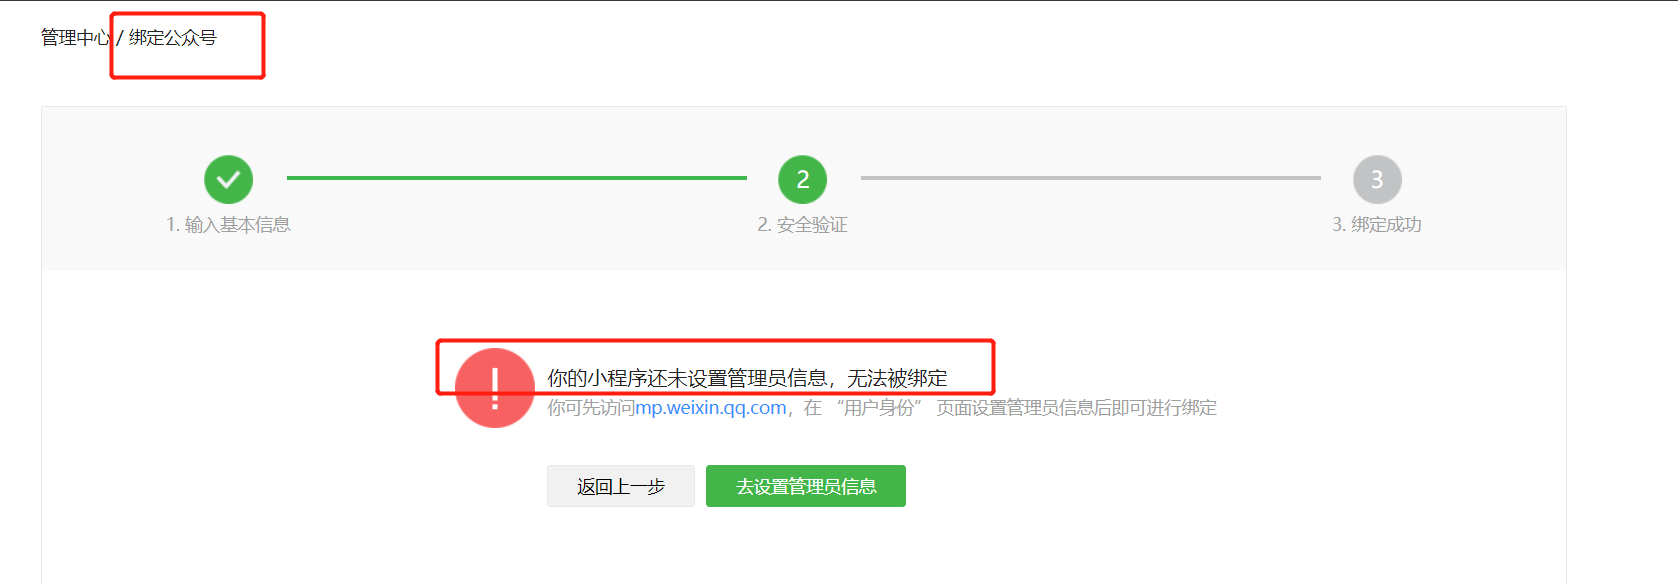 管理中心 / 绑定公众号
2
3
1. 输入基本信息
2. 安全验证
3. 绑定成功
你的小程序还未设置管理员信息，无法被绑定
你可先访问mp.weixin.qq.com，在 “用户身份” 页面设置管理员信息后即可进行绑定
返回上一步
去设置管理员信息